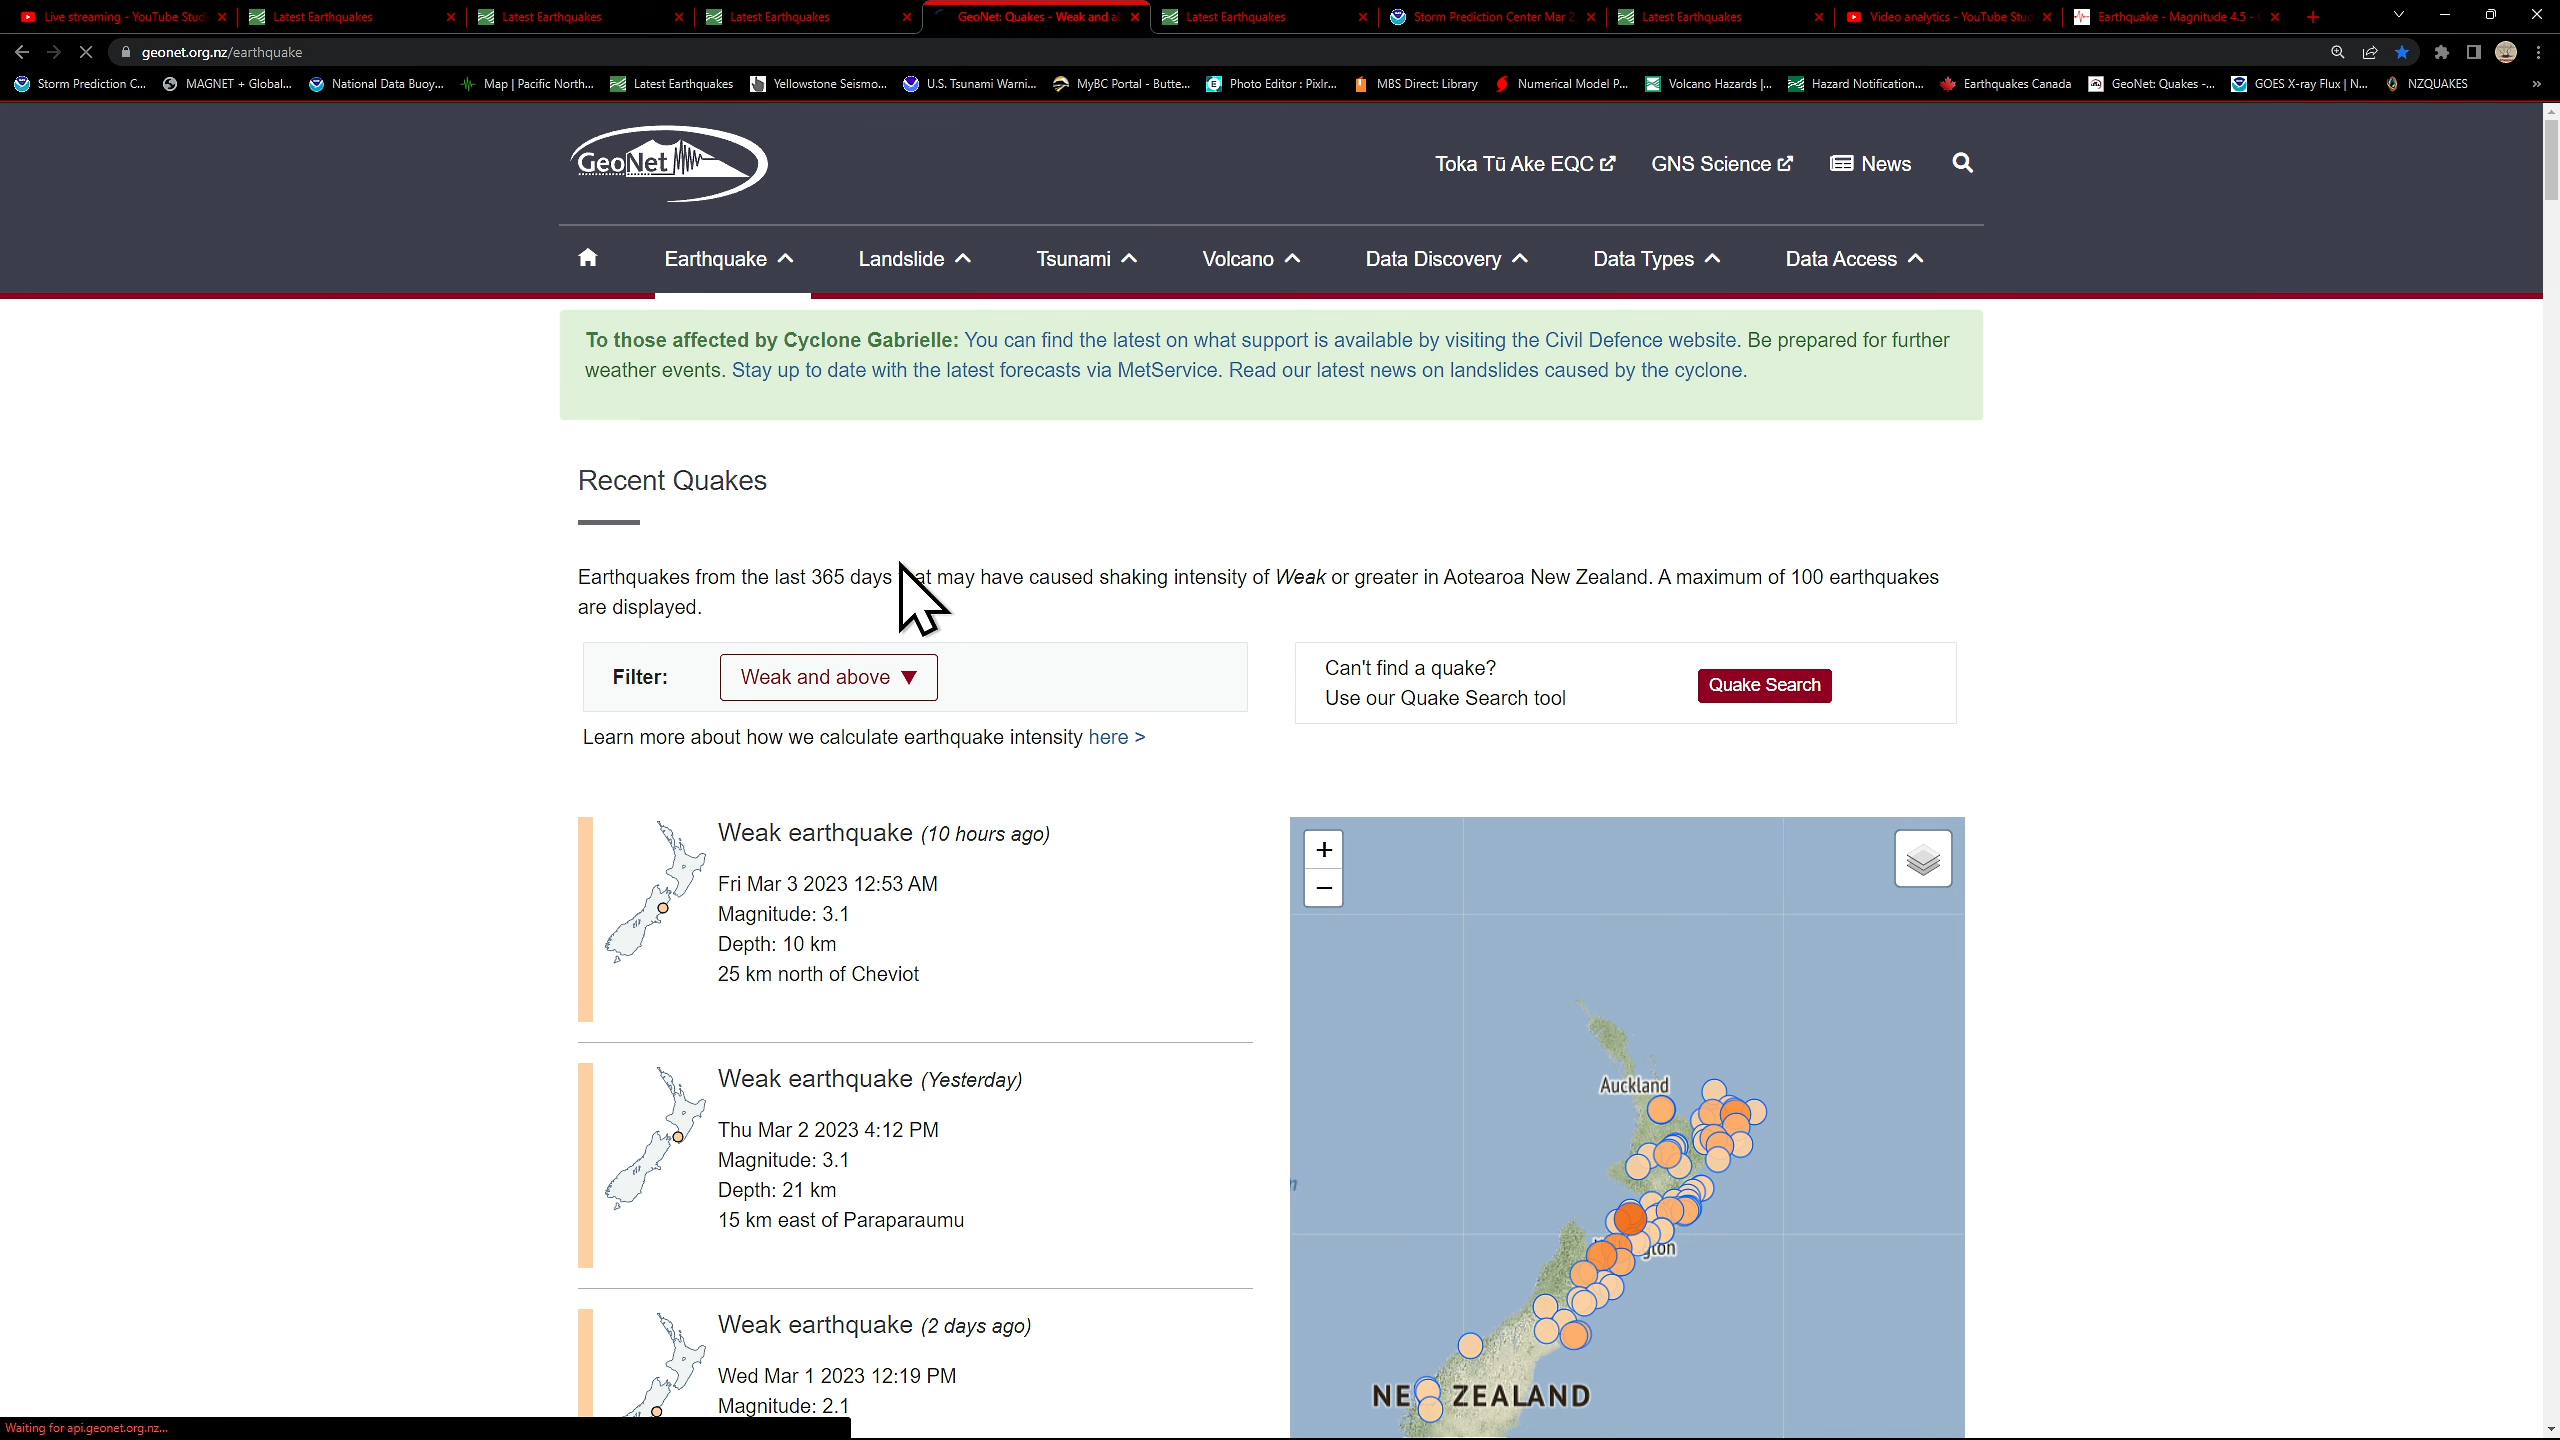 Live streaming - YouTube Stud
Latest Earthquakes
Latest Earthquakes
Latest Earthquakes
GeoNet: Quakes - Weak and a
Latest Earthquakes
Storm Prediction Center Mar 2
Latest Earthquakes
Video analytics - YouTube Stu
Earthquake - Magnitude 4.5 -
geonet.org.nz/earthquake
Storm Prediction C...
MAGNET + Global...
National Data Buoy...
Map | Pacific North...
Latest Earthquakes
Yellowstone Seismo...
U.S. Tsunami Warni...
MyBC Portal - Butte...
Photo Editor : Pixlr...
MBS Direct: Library
Numerical Model P...
Volcano Hazards |...
Hazard Notification...
Earthquakes Canada
GeoNet: Quakes -...
GOES X-ray Flux | N...
NZQUAKES
»
GeoNet
Toka Tū Ake EQC
GNS Science
News
Earthquake
Landslide
Tsunami
Volcano
Data Discovery
Data Types
Data Access
To those affected by Cyclone Gabrielle: You can find the latest on what support is available by visiting the Civil Defence website. Be prepared for further
weather events. Stay up to date with the latest forecasts via MetService. Read our latest news on landslides caused by the cyclone.
Recent Quakes
Earthquakes from the last 365 days at may have caused shaking intensity of Weak or greater in Aotearoa New Zealand. A maximum of 100 earthquakes
are displayed.
Filter:
Weak and above ▼
Can't find a quake?
Use our Quake Search tool
Quake Search
Learn more about how we calculate earthquake intensity here >
Weak earthquake (10 hours ago)
Fri Mar 3 2023 12:53 AM
Magnitude: 3.1
Depth: 10 km
25 km north of Cheviot
Weak earthquake (Yesterday)
Thu Mar 2 2023 4:12 PM
Magnitude: 3.1
Depth: 21 km
15 km east of Paraparaumu
Weak earthquake (2 days ago)
Wed Mar 1 2023 12:19 PM
Magnitude: 2.1
+
−
Auckland
gton
NE ZEALAND
Waiting for api.geonet.org.nz...